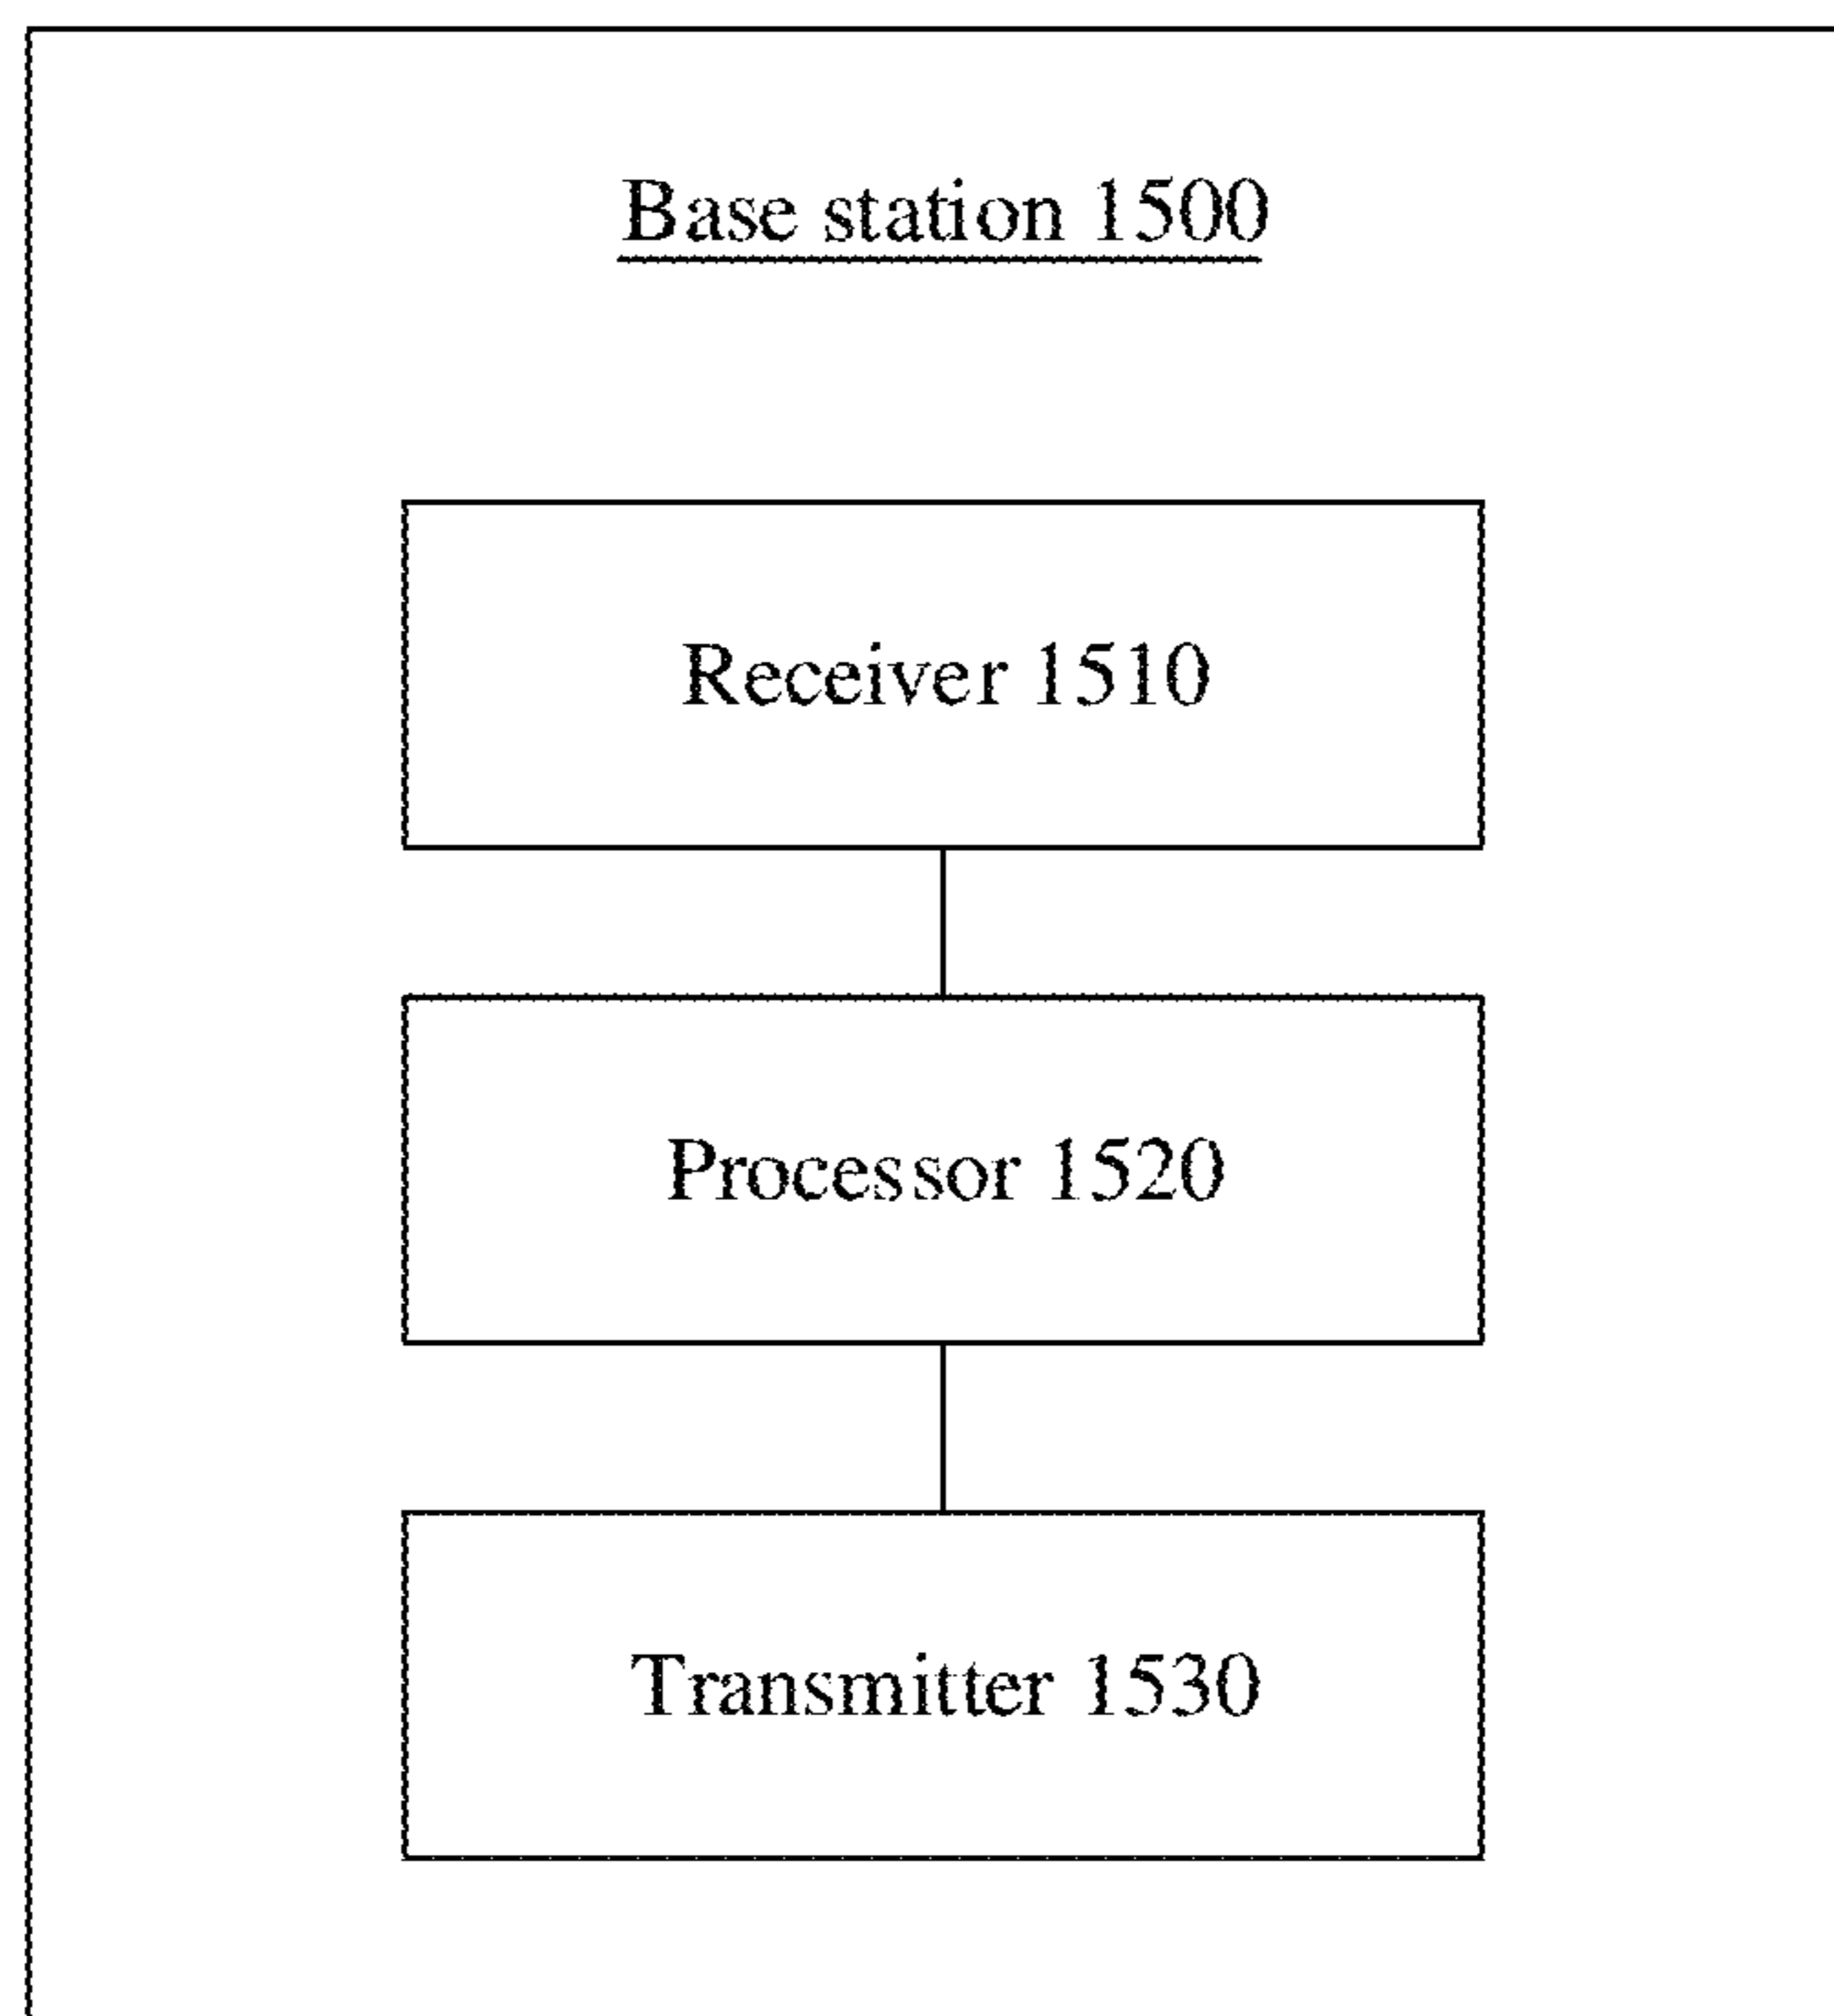 Base station 1500
Receiver 1510
Processor 1520
Transmitter 1530